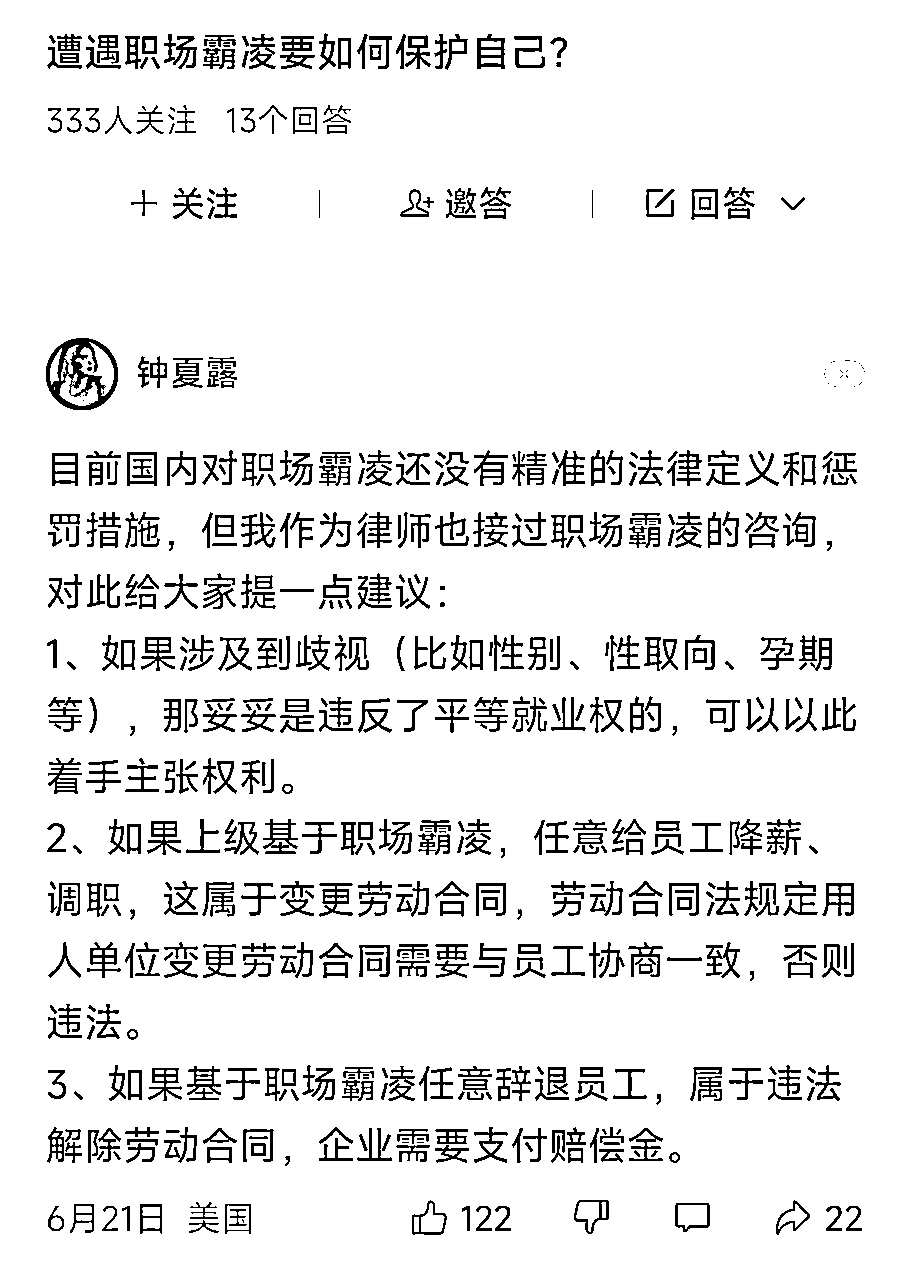 遭遇职场霸凌要如何保护自己？
333人关注 13个回答
关注 邀答 回答
钟夏露
目前国内对职场霸凌还没有精准的法律定义和惩
罚措施，但我作为律师也接过职场霸凌的咨询，
对此给大家提一点建议：
1、如果涉及到歧视（比如性别、性取向、孕期
等），那妥妥是违反了平等就业权的，可以以此
着手主张权利。
2、如果上级基于职场霸凌，任意给员工降薪、
调职，这属于变更劳动合同，劳动合同法规定用
人单位变更劳动合同需要与员工协商一致，否则
违法。
3、如果基于职场霸凌任意辞退员工，属于违法
解除劳动合同，企业需要支付赔偿金。
6月21日 美国 122 22